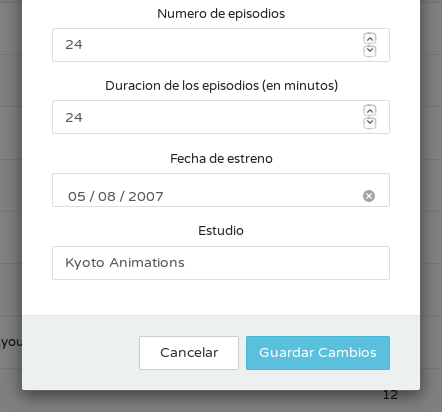 Numero de episodios
24
Duracion de los episodios (en minutos)
24
Fecha de estreno
05 / 08 / 2007
Estudio
Kyoto Animations
Cancelar
Guardar Cambios
12